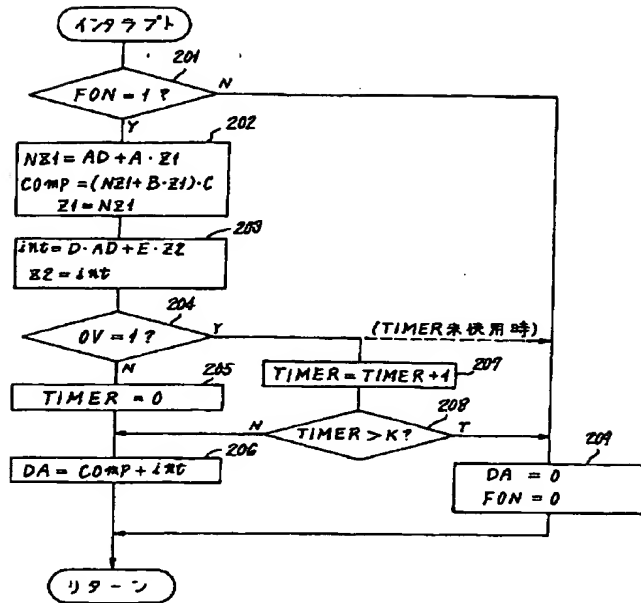 インタラプト
201
FON=1?
N
Y
202
NZ1=AD+A・Z1
COMP=(NZ1+B・Z1)・C
Z1=NZ1
203
int=D・AD+E・Z2
Z2=int
204
OV=1?
Y
(TIMER未使用時)
N
205
TIMER=0
207
TIMER=TIMER+1
208
TIMER>K?
N
Y
206
DA=COMP+int
209
DA=0
FON=0
リターン